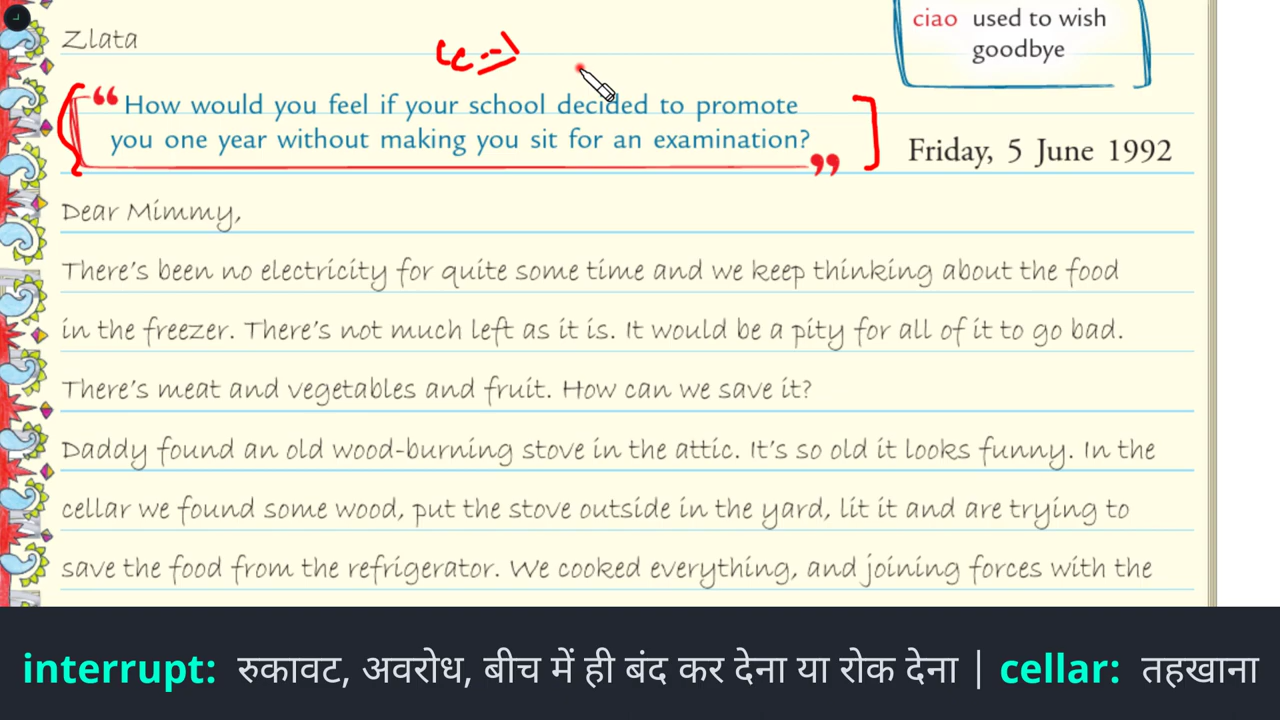 ciao used to wish
goodbye
Zlata
“How would you feel if your school decided to promote
you one year without making you sit for an examination?”
Friday, 5 June 1992
Dear Mimmy,
There's been no electricity for quite some time and we keep thinking about the food
in the freezer. There's not much left as it is. It would be a pity for all of it to go bad.
There's meat and vegetables and fruit. How can we save it?
Daddy found an old wood-burning stove in the attic. It's so old it looks funny. In the
cellar we found some wood, put the stove outside in the yard, lit it and are trying to
save the food from the refrigerator. We cooked everything, and joining forces with the
interrupt: रुकावट, अवरोध, बीच में ही बंद कर देना या रोक देना | cellar: तहखाना